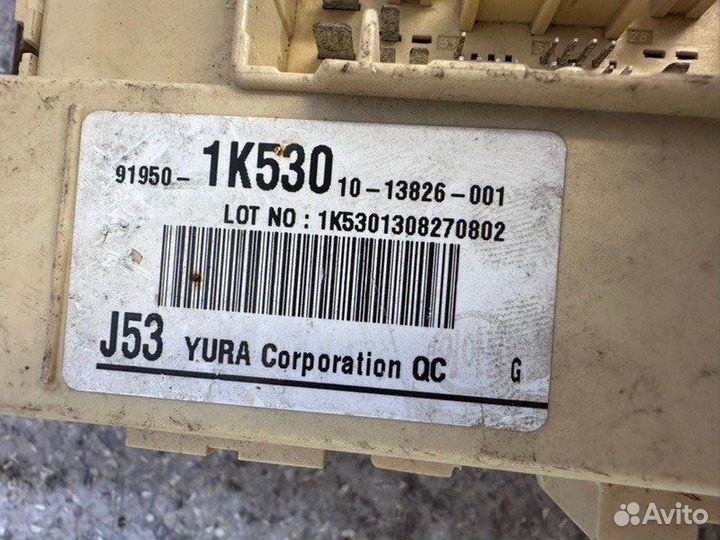 91950- 1K530 10-13826-001
LOT NO : 1K5301308270802
J53 YURA Corporation QC G
Avito